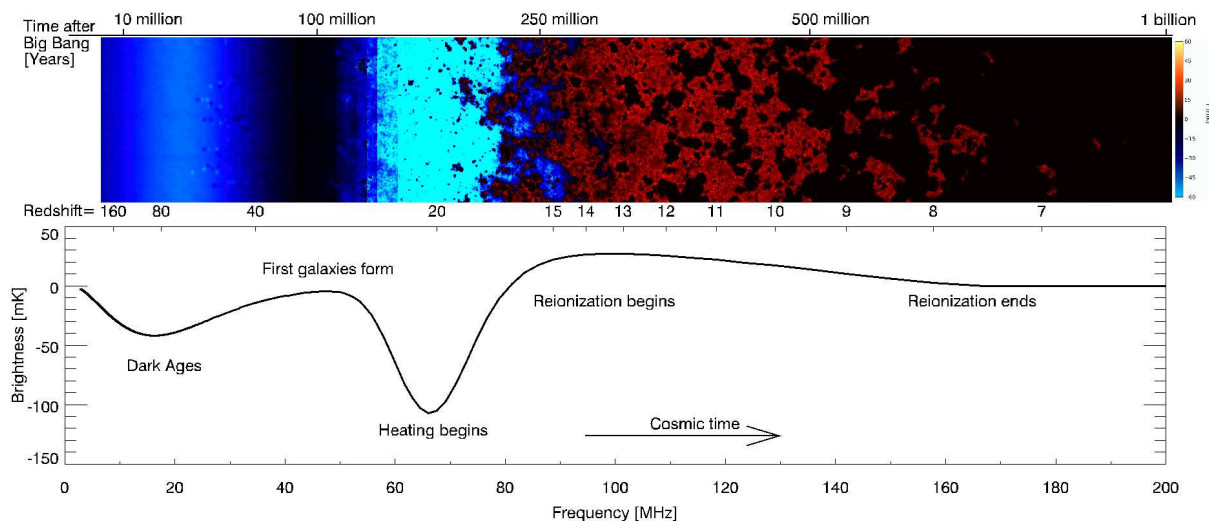 Time after
Big Bang
[Years]
10 million 100 million 250 million 500 million 1 billion
60
45
30
15
0
-15
-30
-45
-60
Redshift= 160 80 40 20 15 14 13 12 11 10 9 8 7
50
0
-50
-100
-150
Brightness [mK]
First galaxies form
Reionization begins
Reionization ends
Dark Ages
Heating begins
Cosmic time
0 20 40 60 80 100 120 140 160 180 200
Frequency [MHz]